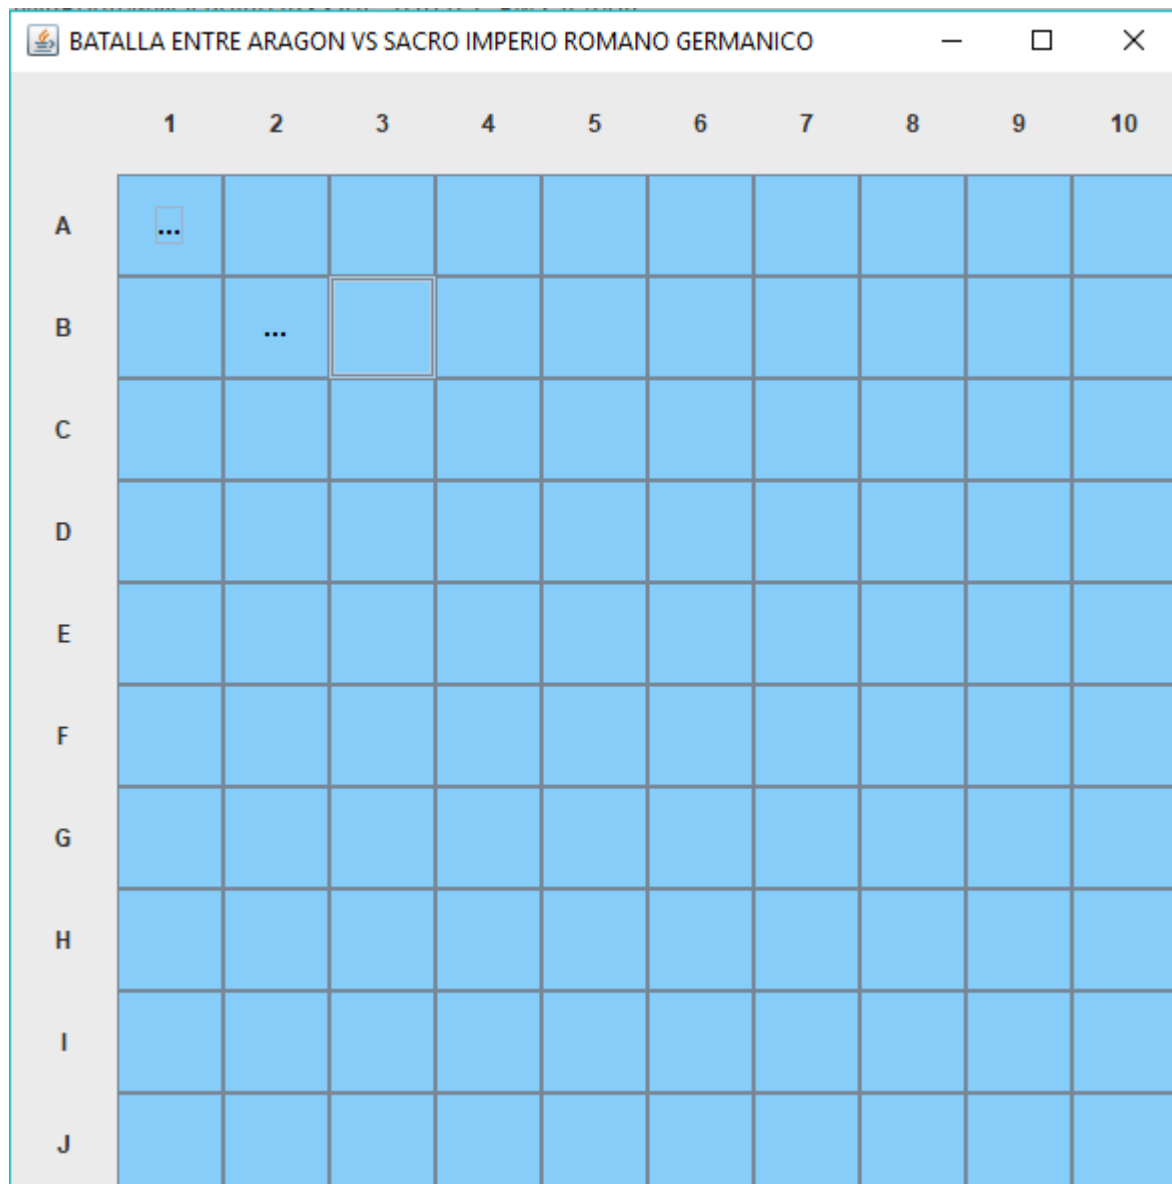 BATALLA ENTRE ARAGON VS SACRO IMPERIO ROMANO GERMANICO
1 2 3 4 5 6 7 8 9 10
A ...
B ...
C
D
E
F
G
H
I
J